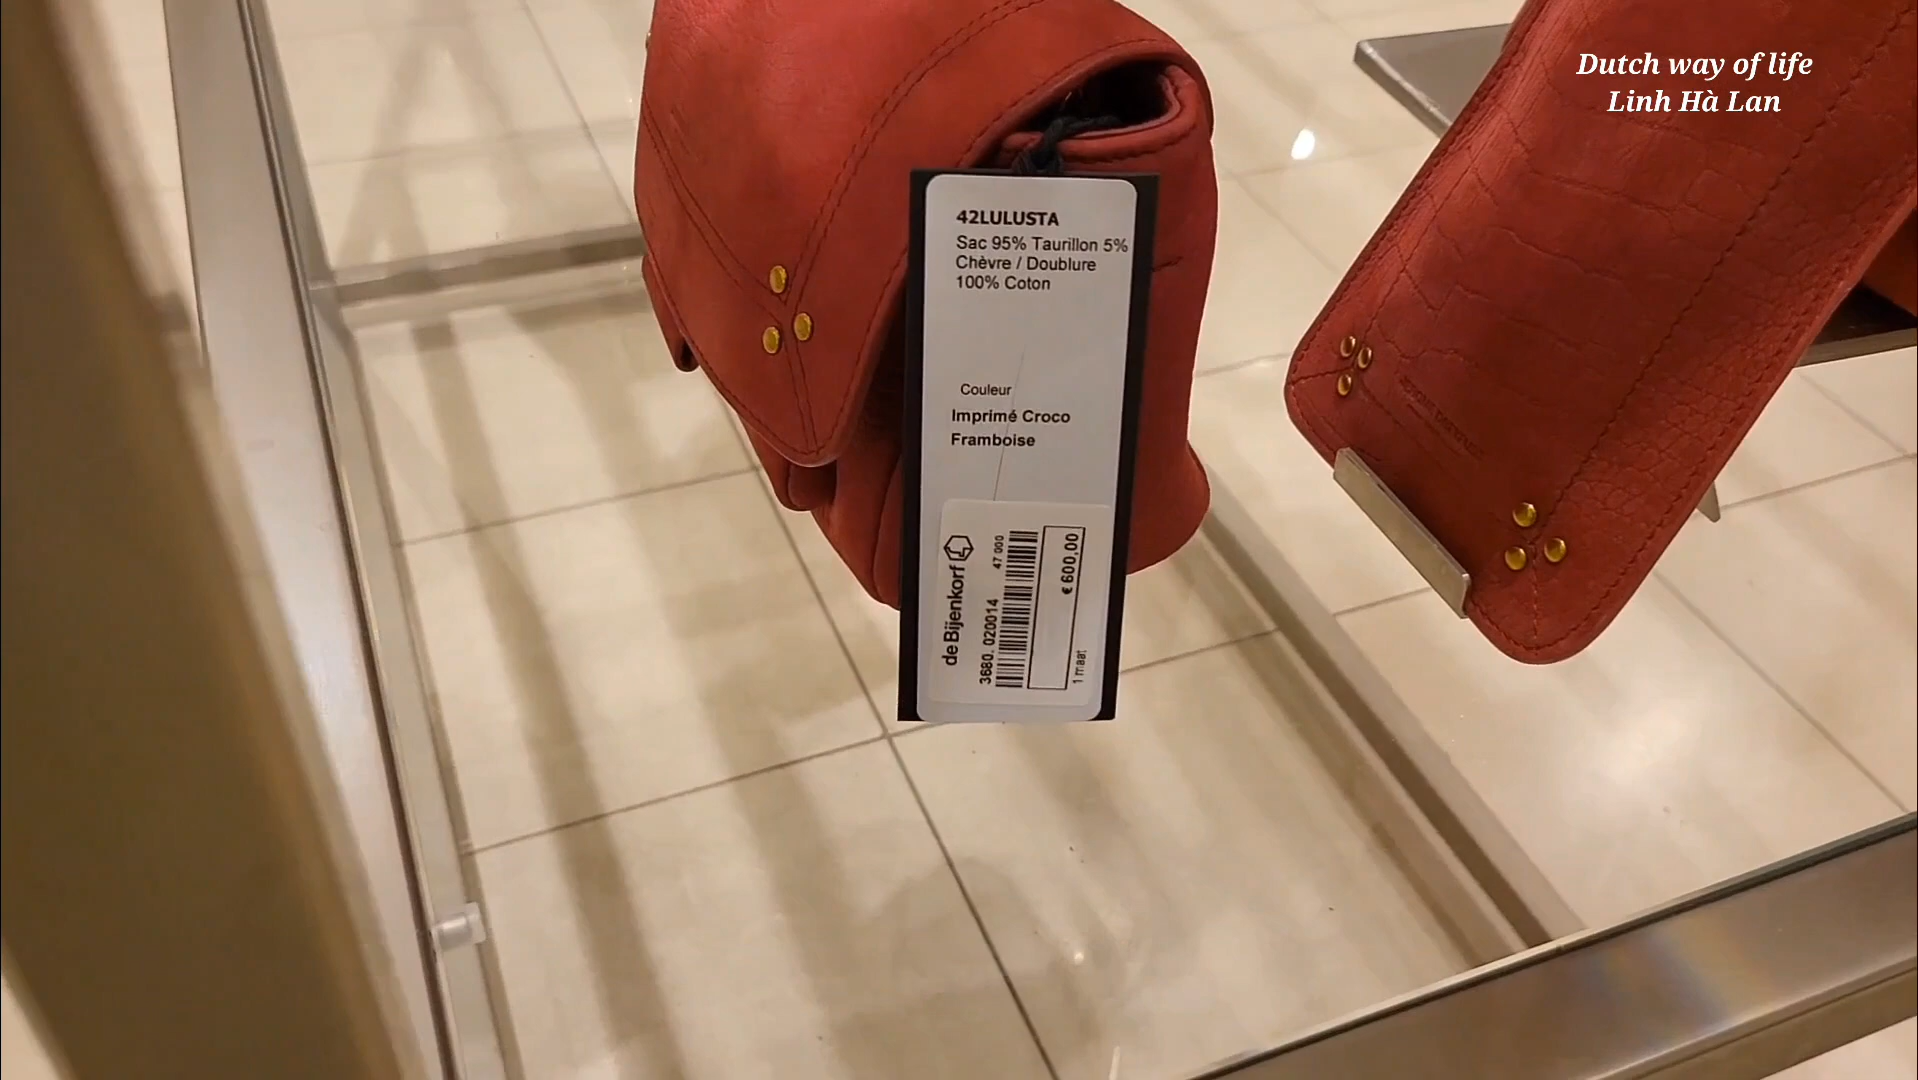 Dutch way of life
Linh Hà Lan
42LULUSTA
Sac 95% Taurillon 5%
Chèvre / Doublure
100% Coton
Couleur
Imprimé Croco
Framboise
de Bijenkorf
3680. 020014
47 000
€ 600,00
1 maat